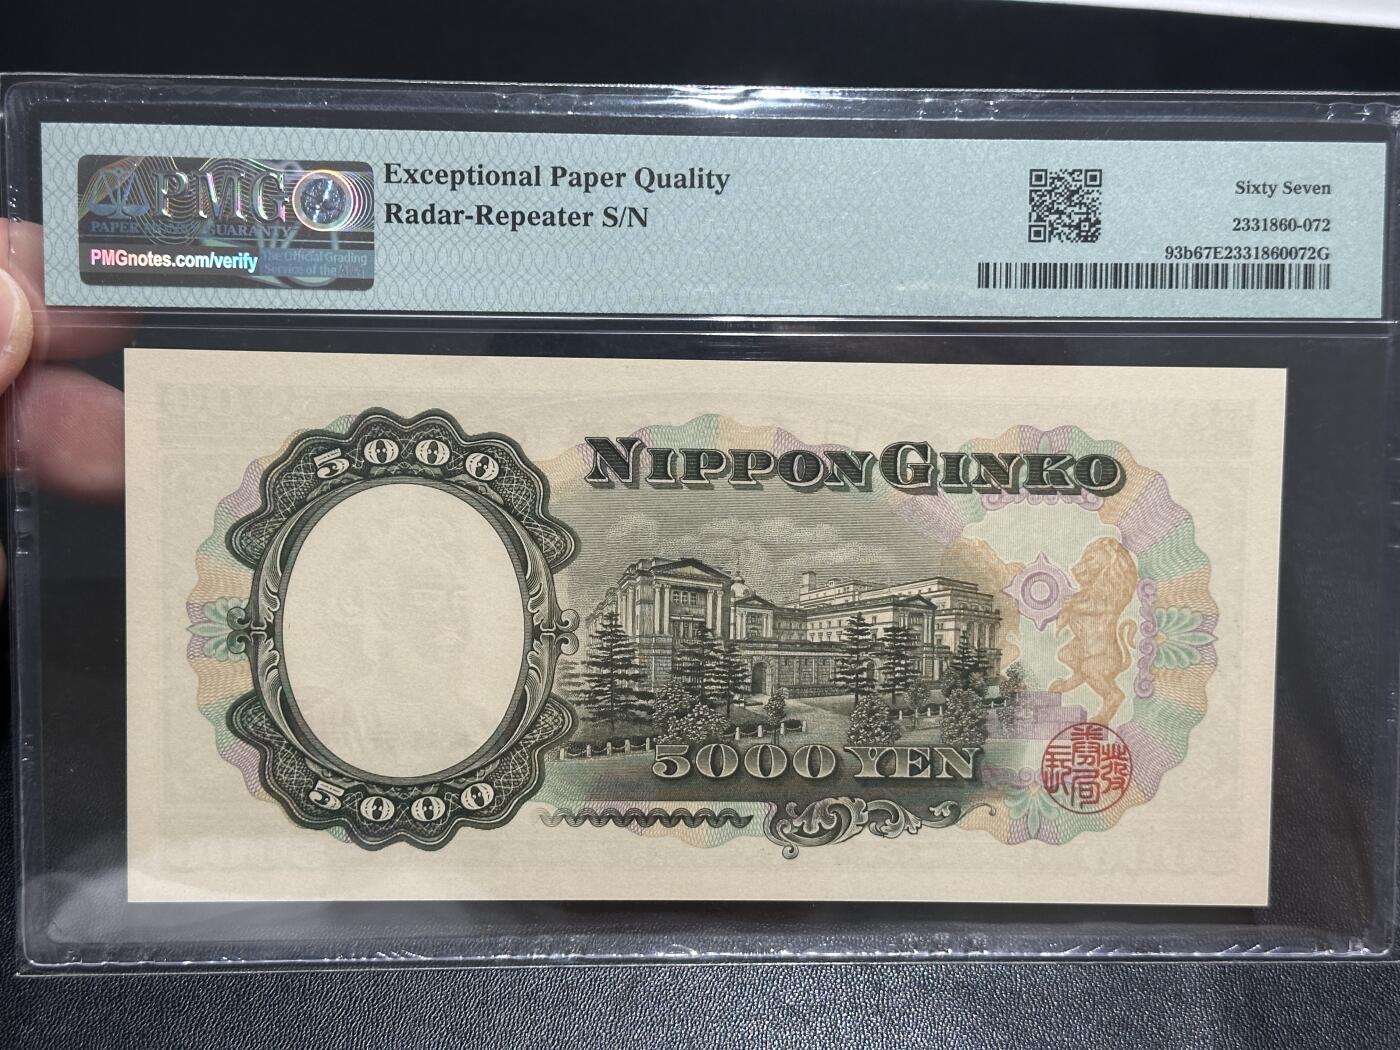 PMG
PAPER MONEY GUARANTY
PMGnotes.com/verify
The Official Grading
Service of the
Exceptional Paper Quality
Radar-Repeater S/N
Sixty Seven
2331860-072
93b67E2331860072G
5000
NIPPON GINKO
5000 YEN
5000